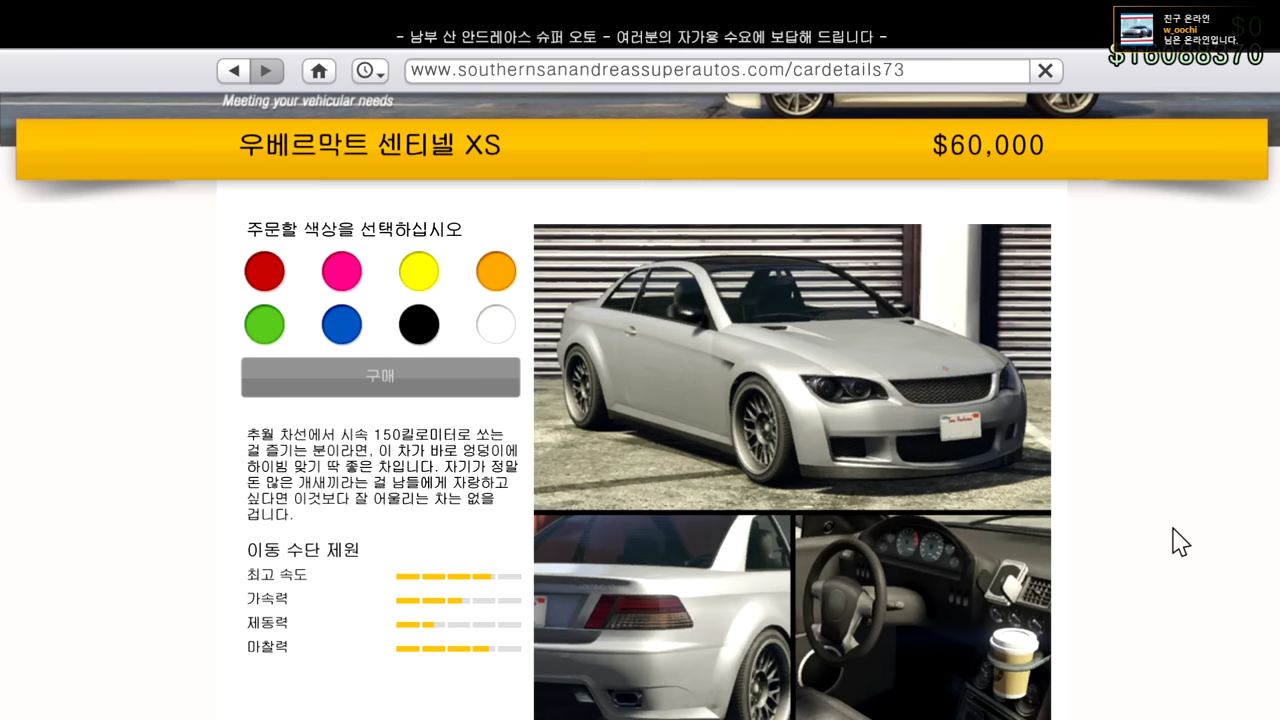 - 남부 산 안드레아스 슈퍼 오토 - 여러분의 자가용 수요에 보답해 드립니다 -
친구 온라인
w_oochi
님은 온라인입니다.
$0
$16088370
www.southernsanandreassuperautos.com/cardetails73
Meeting your vehicular needs
우베르막트 센티넬 XS
$60,000
주문할 색상을 선택하십시오
구매
추월 차선에서 시속 150킬로미터로 쏘는
걸 즐기는 분이라면, 이 차가 바로 엉덩이에
하이빔 맞기 딱 좋은 차입니다. 자기가 정말
돈 많은 개새끼라는 걸 남들에게 자랑하고
싶다면 이것보다 잘 어울리는 차는 없을
겁니다.
이동 수단 제원
최고 속도
가속력
제동력
마찰력